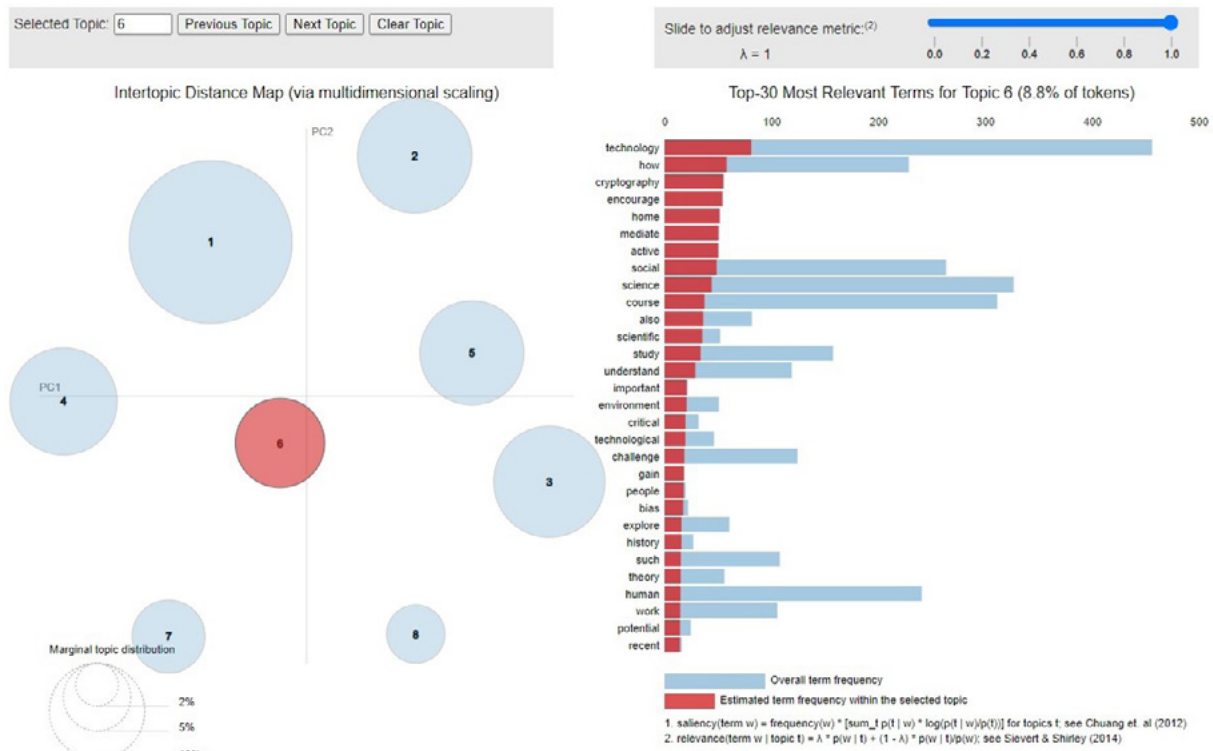 Selected Topic: 6 Previous Topic Next Topic Clear Topic
Slide to adjust relevance metric:(2)
λ = 1
0.0 0.2 0.4 0.6 0.8 1.0
Intertopic Distance Map (via multidimensional scaling)
PC2
PC1
1
2
3
4
5
6
7
8
Marginal topic distribution
2%
5%
Top-30 Most Relevant Terms for Topic 6 (8.8% of tokens)
0 100 200 300 400 500
technology
how
cryptography
encourage
home
mediate
active
social
science
course
also
scientific
study
understand
important
environment
critical
technological
challenge
gain
people
bias
explore
history
such
theory
human
work
potential
recent
Overall term frequency
Estimated term frequency within the selected topic
1. saliency(term w) = frequency(w) * [sum_t p(t | w) * log(p(t | w)/p(t))] for topics t; see Chuang et. al (2012)
2. relevance(term w | topic t) = λ * p(w | t) + (1 - λ) * p(w | t)/p(w); see Sievert & Shirley (2014)